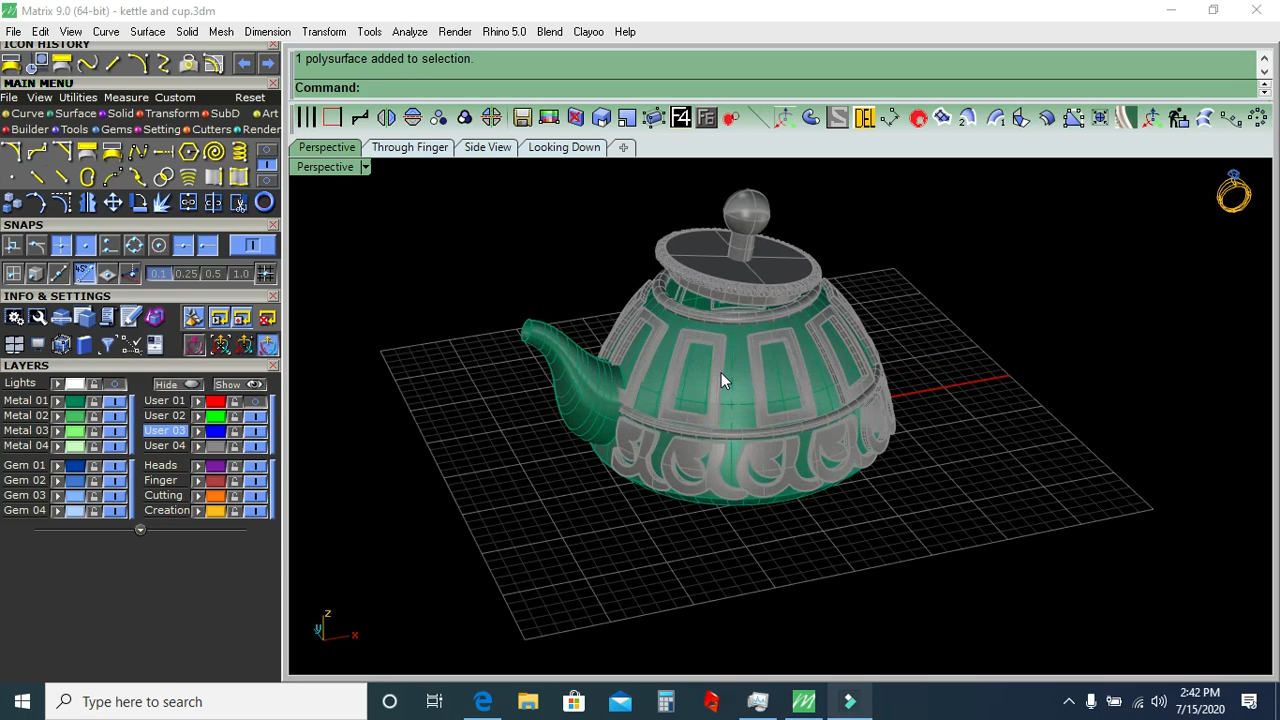 Matrix 9.0 (64-bit) - kettle and cup.3dm
File Edit View Curve Surface Solid Mesh Dimension Transform Tools Analyze Render Rhino 5.0 Blend Clayoo Help
ICON HISTORY
1 polysurface added to selection.
Command:
MAIN MENU
File View Utilities Measure Custom Reset
Curve Surface Solid Transform SubD Art
Builder Tools Gems Setting Cutters Render
F4 F6 DEL
Perspective Through Finger Side View Looking Down
Perspective
SNAPS
45°
0.1 0.25 0.5 1.0
INFO & SETTINGS
LAYERS
Lights Hide Show
Metal 01 User 01
Metal 02 User 02
Metal 03 User 03
Metal 04 User 04
Gem 01 Heads
Gem 02 Finger
Gem 03 Cutting
Gem 04 Creation
z
y
x
Type here to search
2:42 PM
7/15/2020